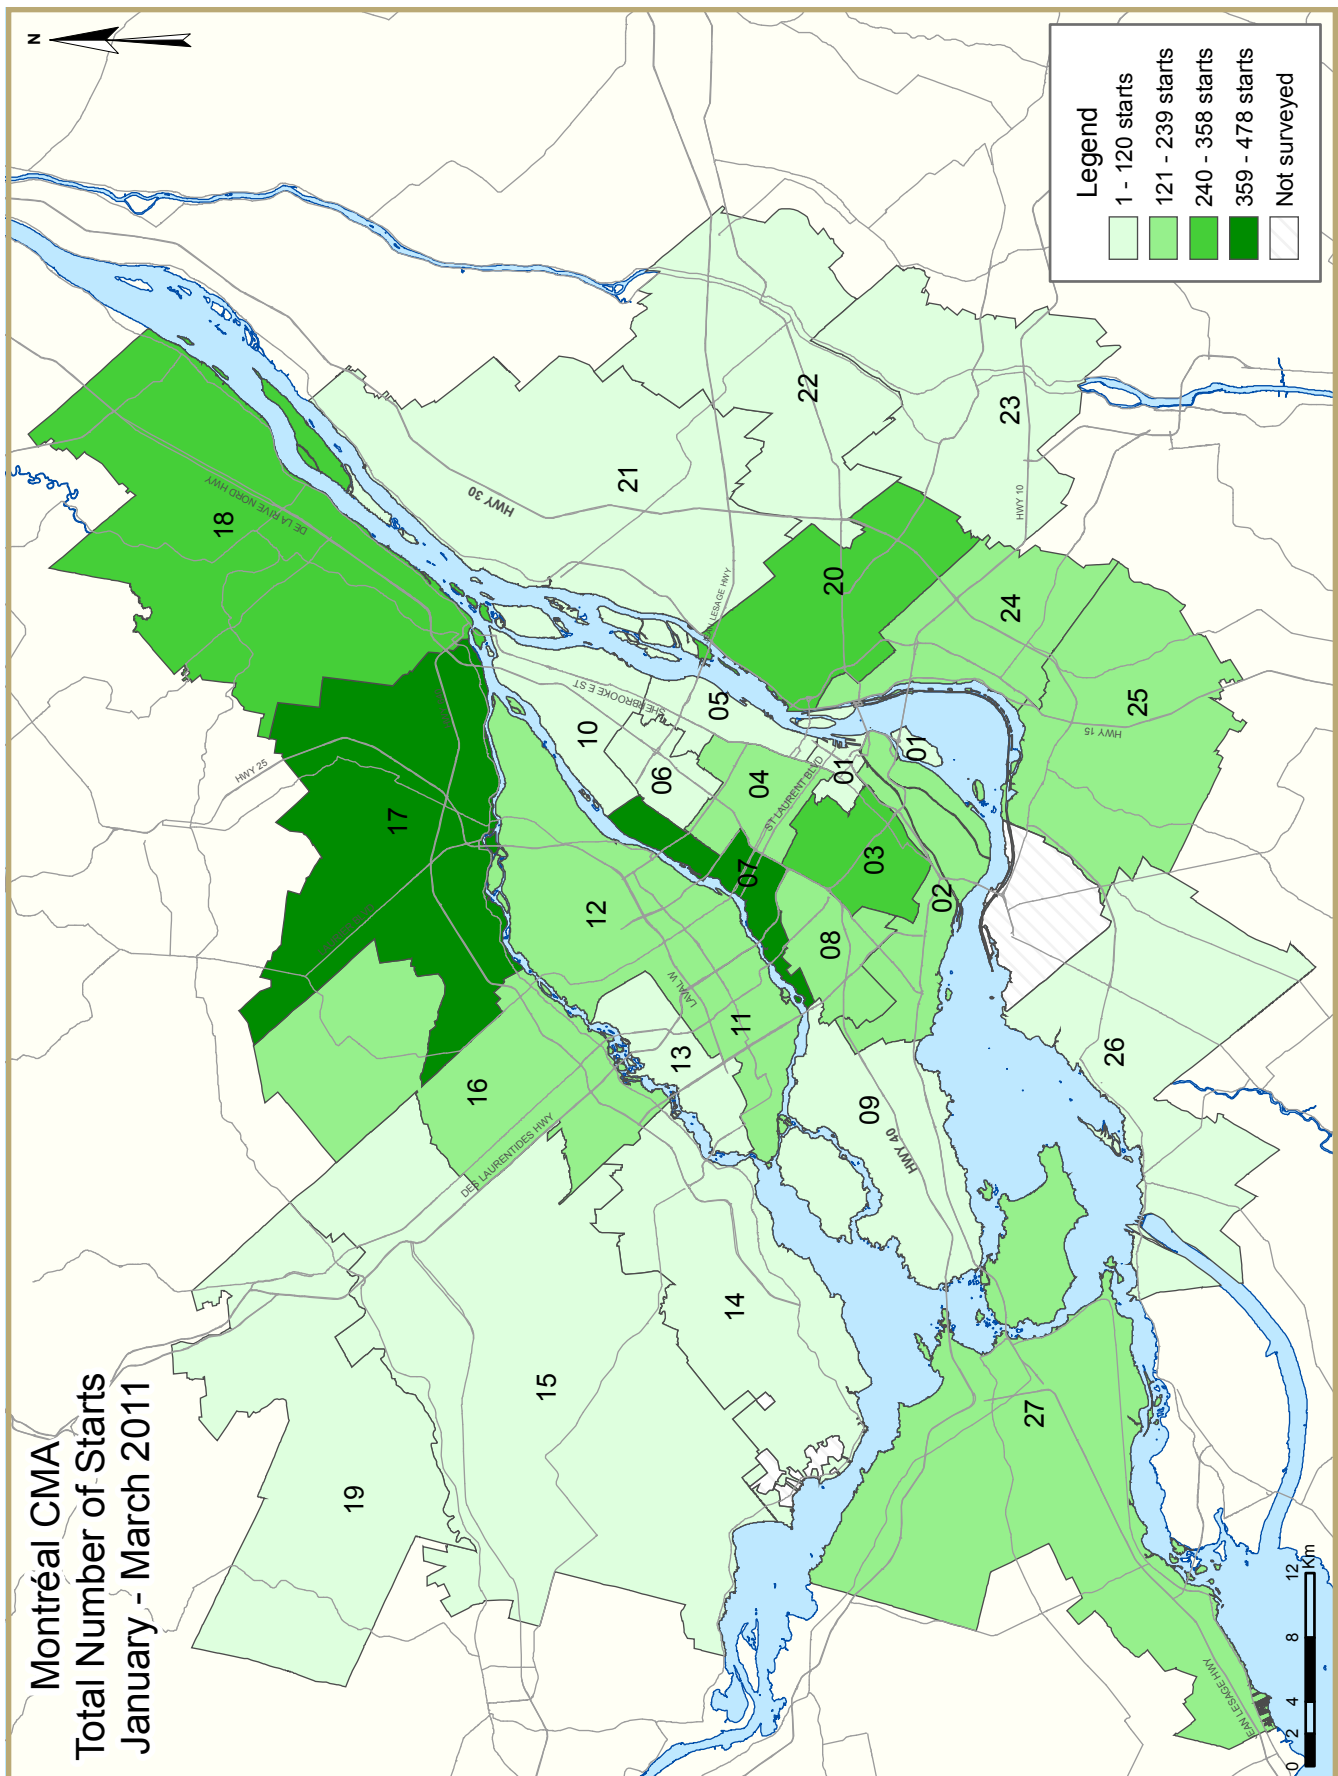 Montréal CMA
Total Number of Starts
January - March 2011
N
Legend
1 - 120 starts
121 - 239 starts
240 - 358 starts
359 - 478 starts
Not surveyed
18
DE LA RIVE NORD HWY
17
HWY 25
16
DES LAURENTIDES HWY
19
15
14
13
12
LAVAL W
11
10
SHERBROOKE E ST
06
05
04
ST LAURENT BLVD
01
01
07
03
08
02
09
HWY 40
21
HWY 30
LESAGE HWY
22
23
HWY 10
20
24
25
HWY 15
26
27
EAN LESAGE HWY
0 2 4 8 12
Km